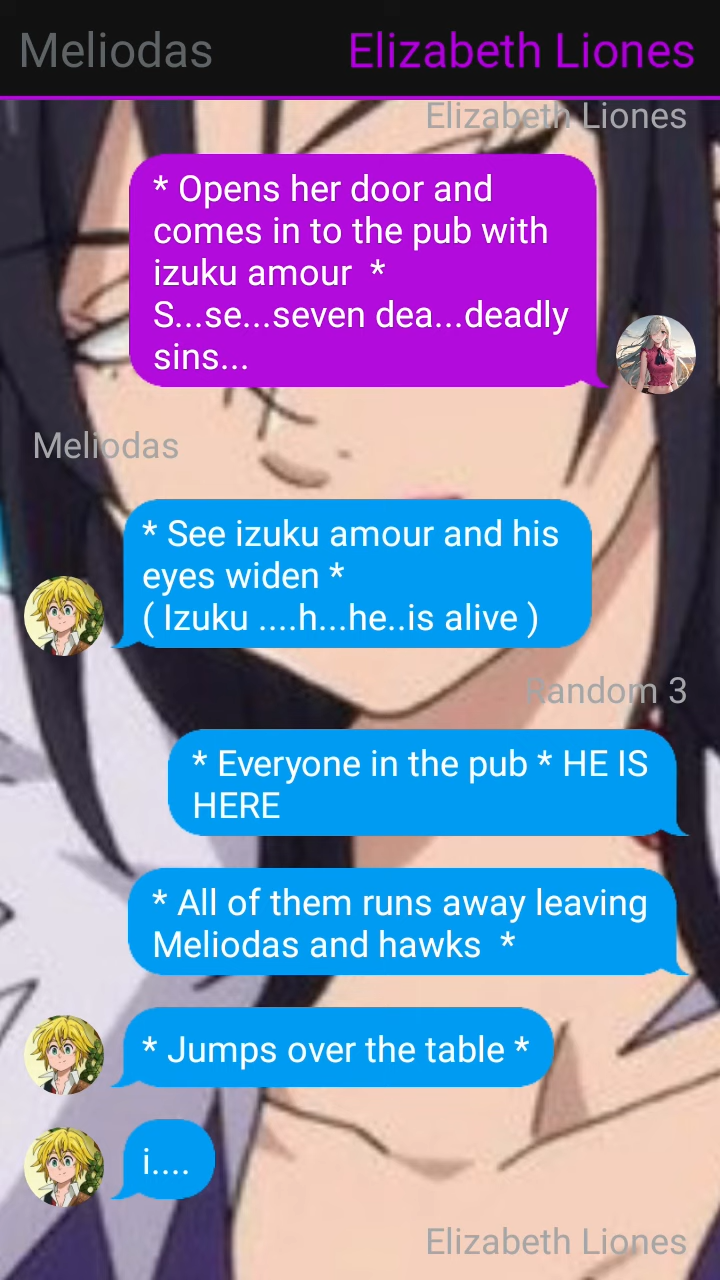 Meliodas
Elizabeth Liones
Elizabeth Liones
* Opens her door and
comes in to the pub with
izuku amour  *
S...se...seven dea...deadly
sins...
Meliodas
* See izuku amour and his
eyes widen *
( Izuku ....h...he..is alive )
Random 3
* Everyone in the pub * HE IS
HERE
* All of them runs away leaving
Meliodas and hawks  *
* Jumps over the table *
i....
Elizabeth Liones